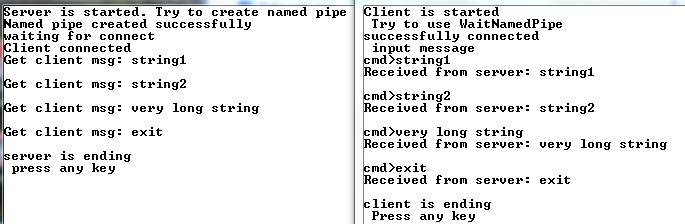 Server is started. Try to create named pipe
Named pipe created successfully
waiting for connect
Client connected
Get client msg: string1
Get client msg: string2
Get client msg: very long string
Get client msg: exit
server is ending
press any key
Client is started
Try to use WaitNamedPipe
successfully connected
input message
cmd>string1
Received from server: string1
cmd>string2
Received from server: string2
cmd>very long string
Received from server: very long string
cmd>exit
Received from server: exit
client is ending
Press any key